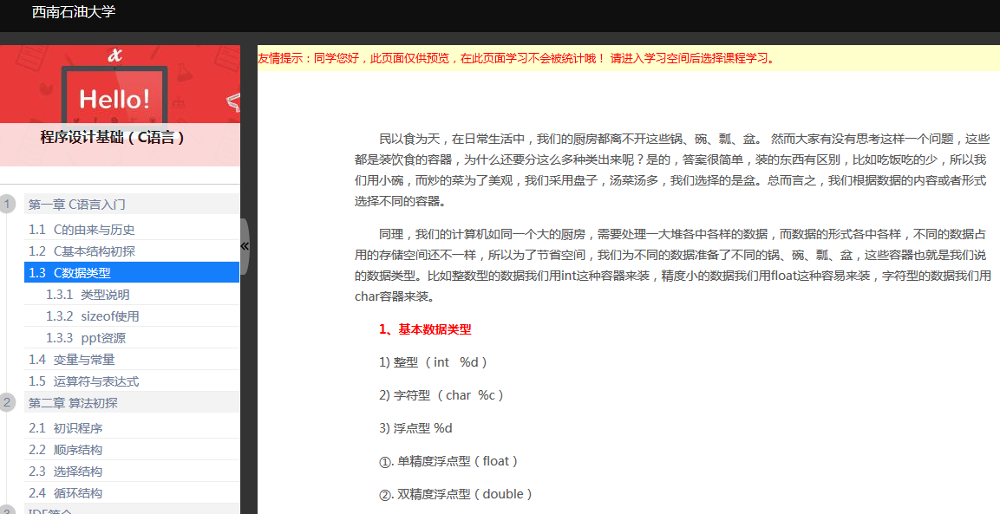 西南石油大学
Hello!
程序设计基础（C语言）
1 第一章 C语言入门
1.1 C的由来与历史
1.2 C基本结构初探
1.3 C数据类型
1.3.1 类型说明
1.3.2 sizeof使用
1.3.3 ppt资源
1.4 变量与常量
1.5 运算符与表达式
2 第二章 算法初探
2.1 初识程序
2.2 顺序结构
2.3 选择结构
2.4 循环结构
«
友情提示：同学您好，此页面仅供预览，在此页面学习不会被统计哦！ 请进入学习空间后选择课程学习。
民以食为天，在日常生活中，我们的厨房都离不开这些锅、碗、瓢、盆。 然而大家有没有思考这样一个问题，这些
都是装饮食的容器，为什么还要分这么多种类出来呢？是的，答案很简单，装的东西有区别，比如吃饭吃的少，所以我
们用小碗，而炒的菜为了美观，我们采用盘子，汤菜汤多，我们选择的是盆。总而言之，我们根据数据的内容或者形式
选择不同的容器。
同理，我们的计算机如同一个大的厨房，需要处理一大堆各中各样的数据，而数据的形式各中各样，不同的数据占
用的存储空间还不一样，所以为了节省空间，我们为不同的数据准备了不同的锅、碗、瓢、盆，这些容器也就是我们说
的数据类型。比如整数型的数据我们用int这种容器来装，精度小的数据我们用float这种容易来装，字符型的数据我们用
char容器来装。
1、基本数据类型
1) 整型 （int %d）
2) 字符型 （char %c）
3) 浮点型 %d
①. 单精度浮点型（float）
②. 双精度浮点型（double）